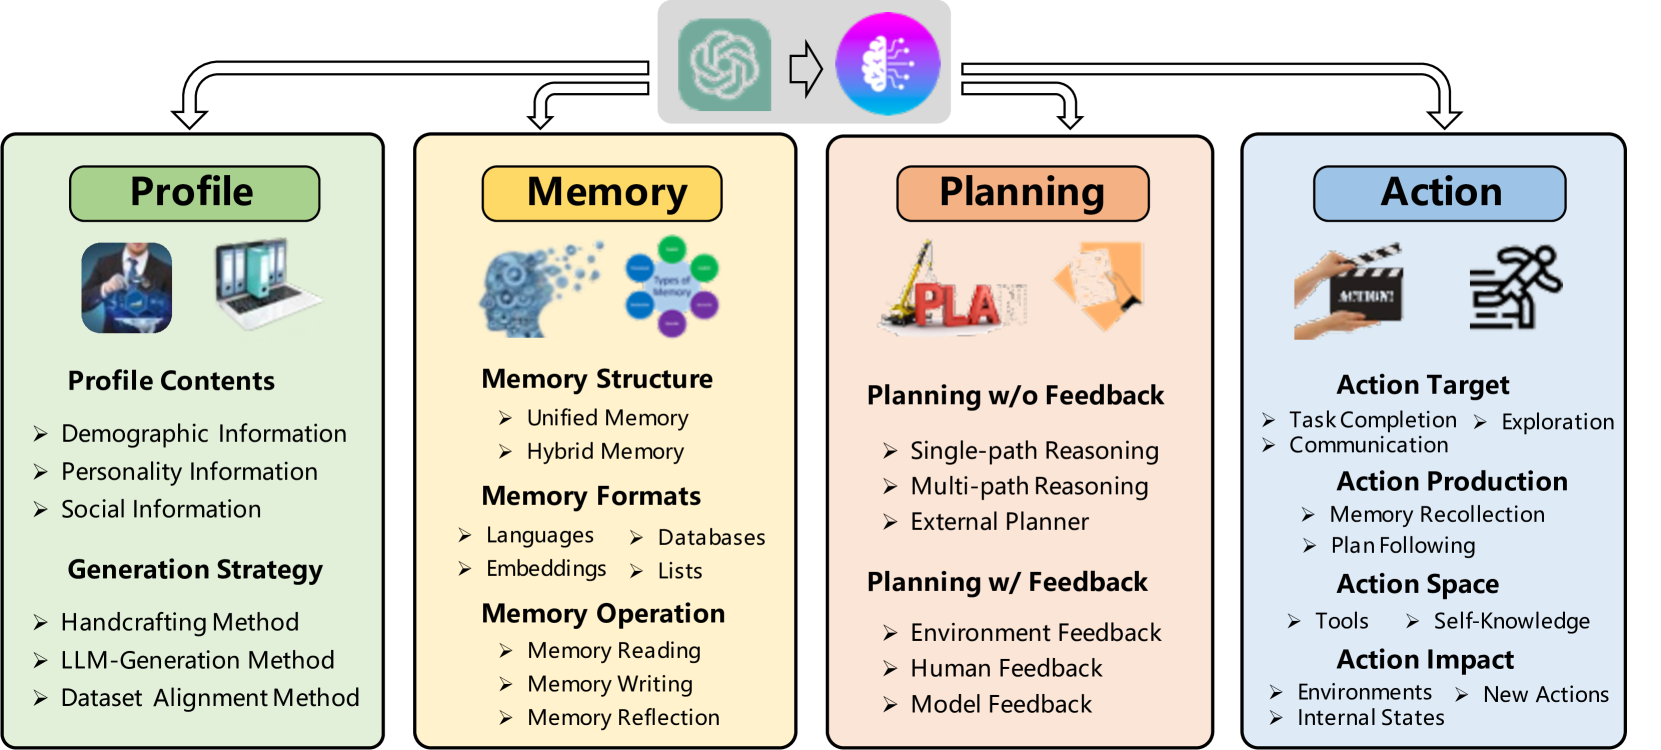 Profile
Profile Contents
Demographic Information
Personality Information
Social Information
Generation Strategy
Handcrafting Method
LLM-Generation Method
Dataset Alignment Method
Memory
Types of
Memory
Memory Structure
Unified Memory
Hybrid Memory
Memory Formats
Languages
Databases
Embeddings
Lists
Memory Operation
Memory Reading
Memory Writing
Memory Reflection
Planning
PLAN
Planning w/o Feedback
Single-path Reasoning
Multi-path Reasoning
External Planner
Planning w/ Feedback
Environment Feedback
Human Feedback
Model Feedback
Action
ACTION!
Action Target
Task Completion
Exploration
Communication
Action Production
Memory Recollection
Plan Following
Action Space
Tools
Self-Knowledge
Action Impact
Environments
New Actions
Internal States